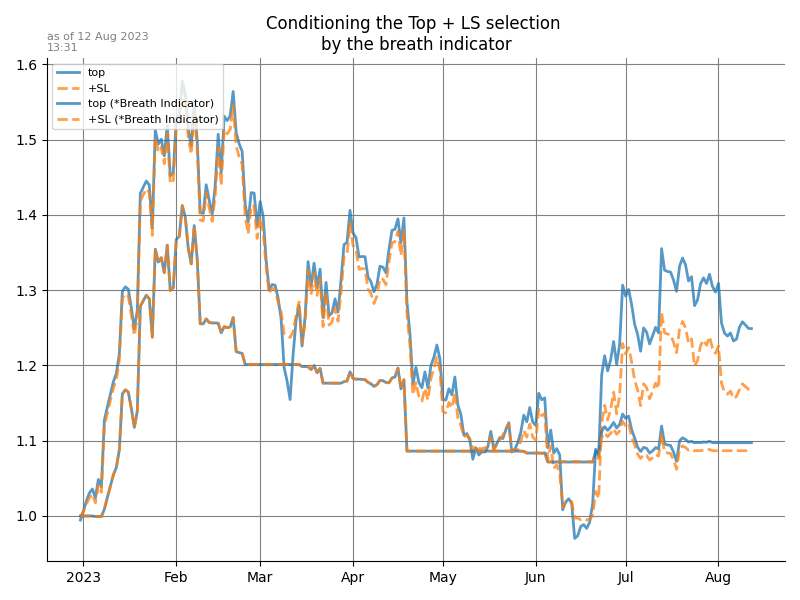 Conditioning the Top + LS selection
by the breath indicator
as of 12 Aug 2023
13:31
top
+SL
top (*Breath Indicator)
+SL (*Breath Indicator)
1.6
1.5
1.4
1.3
1.2
1.1
1.0
2023 Feb Mar Apr May Jun Jul Aug